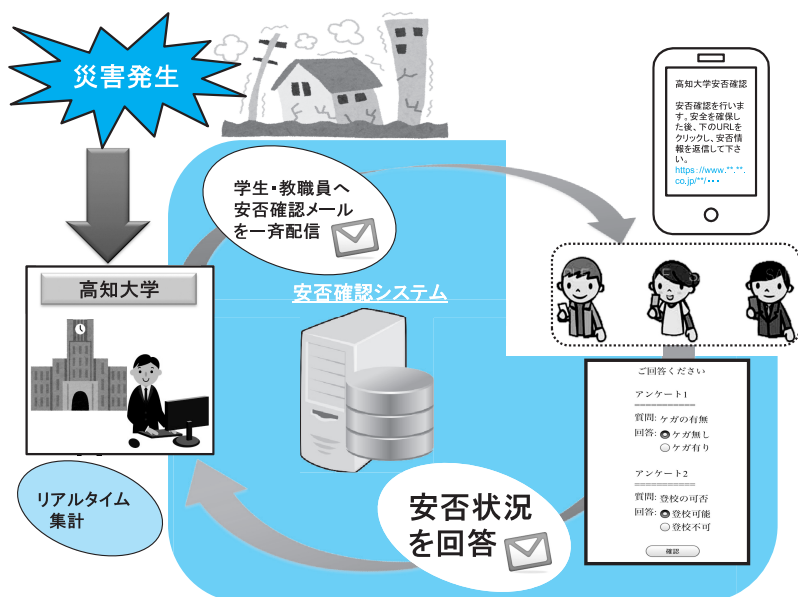 災害発生
高知大学安否確認
安否確認を行いま
す。安全を確保し
た後、下のURLを
クリックし、安否情
報を返信して下さ
い。
https://www.**.**.
co.jp/**/・・・
学生・教職員へ
安否確認メール
を一斉配信
高知大学
安否確認システム
ご回答ください
アンケート1
===========
質問: ケガの有無
回答: ケガ無し
ケガ有り
アンケート2
===========
質問: 登校の可否
回答: 登校可能
登校不可
確認
リアルタイム
集計
安否状況
を回答